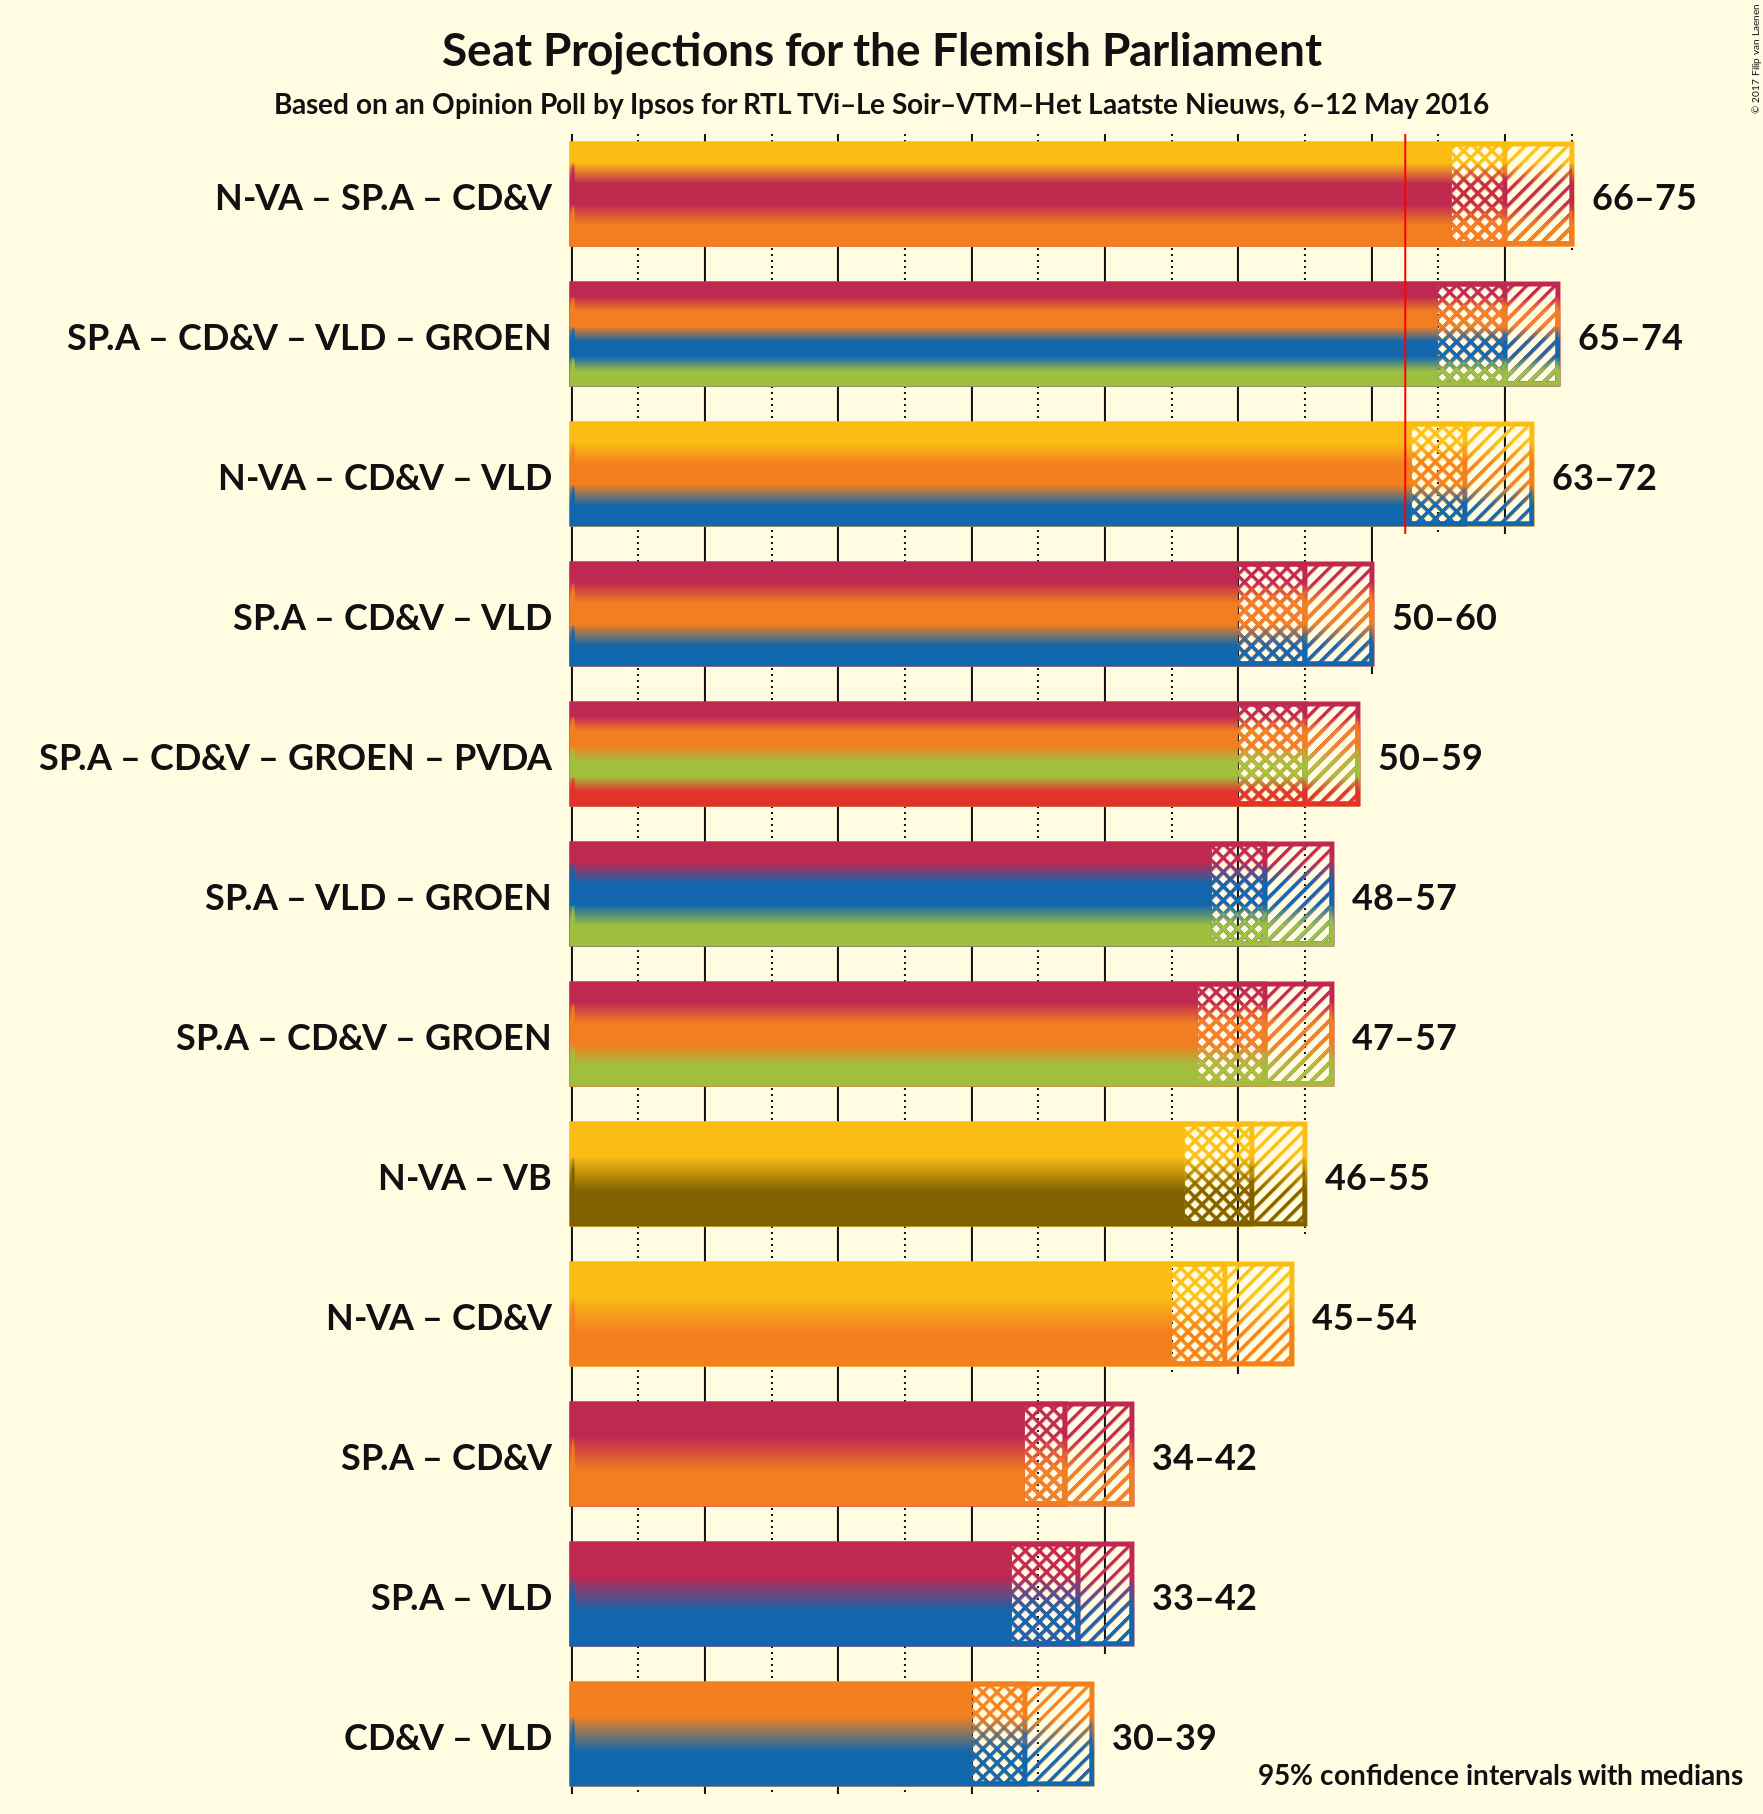 © 2017 Filip van Laenen
Seat Projections for the Flemish Parliament
Based on an Opinion Poll by Ipsos for RTL TVi–Le Soir–VTM–Het Laatste Nieuws, 6–12 May 2016
N-VA – SP.A – CD&V 66–75
SP.A – CD&V – VLD – GROEN 65–74
N-VA – CD&V – VLD 63–72
SP.A – CD&V – VLD 50–60
SP.A – CD&V – GROEN – PVDA 50–59
SP.A – VLD – GROEN 48–57
SP.A – CD&V – GROEN 47–57
N-VA – VB 46–55
N-VA – CD&V 45–54
SP.A – CD&V 34–42
SP.A – VLD 33–42
CD&V – VLD 30–39
95% confidence intervals with medians